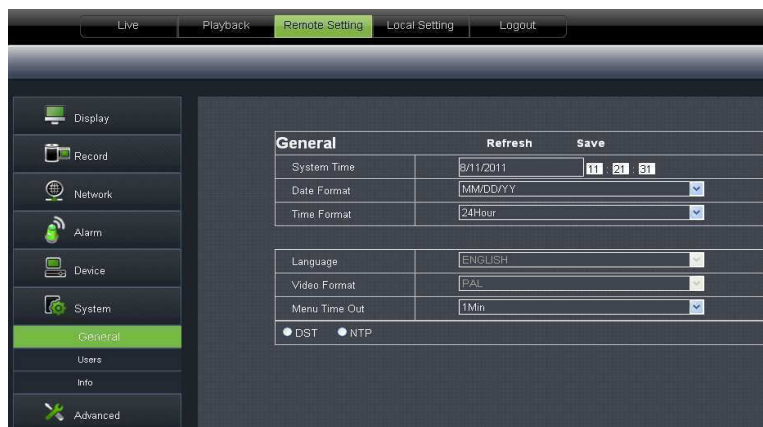 Live Playback Remote Setting Local Setting Logout
Display
Record
Network
Alarm
Device
System
General
Users
Info
Advanced
General Refresh Save
System Time 8/11/2011 11 : 21 : 31
Date Format MM/DD/YY
Time Format 24Hour
Language ENGLISH
Video Format PAL
Menu Time Out 1Min
DST NTP